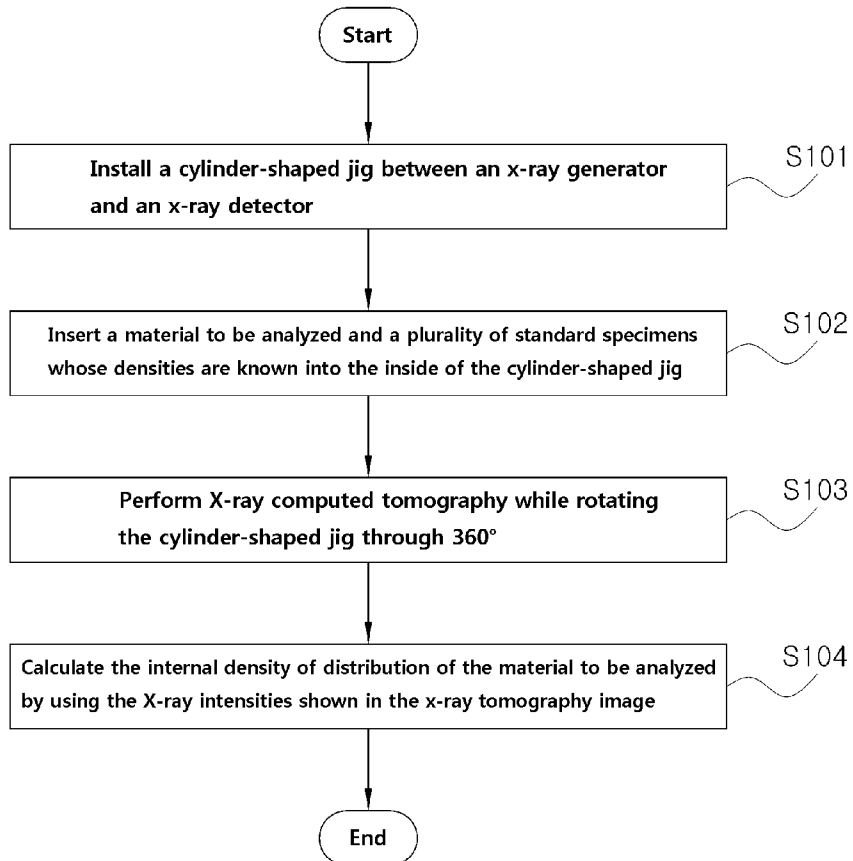 Start
Install a cylinder-shaped jig between an x-ray generator
and an x-ray detector
S101
Insert a material to be analyzed and a plurality of standard specimens
whose densities are known into the inside of the cylinder-shaped jig
S102
Perform X-ray computed tomography while rotating
the cylinder-shaped jig through 360°
S103
Calculate the internal density of distribution of the material to be analyzed
by using the X-ray intensities shown in the x-ray tomography image
S104
End